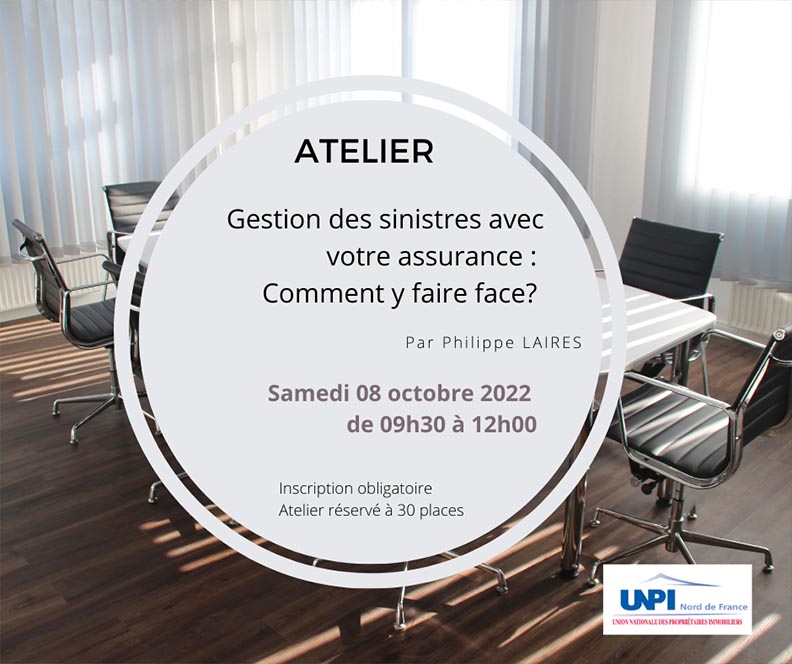 ATELIER
Gestion des sinistres avec
votre assurance :
Comment y faire face?
Par Philippe LAIRES
Samedi 08 octobre 2022
de 09h30 à 12h00
Inscription obligatoire
Atelier réservé à 30 places
UNPI Nord de France
UNION NATIONALE DES PROPRIÉTAIRES IMMOBILIERS